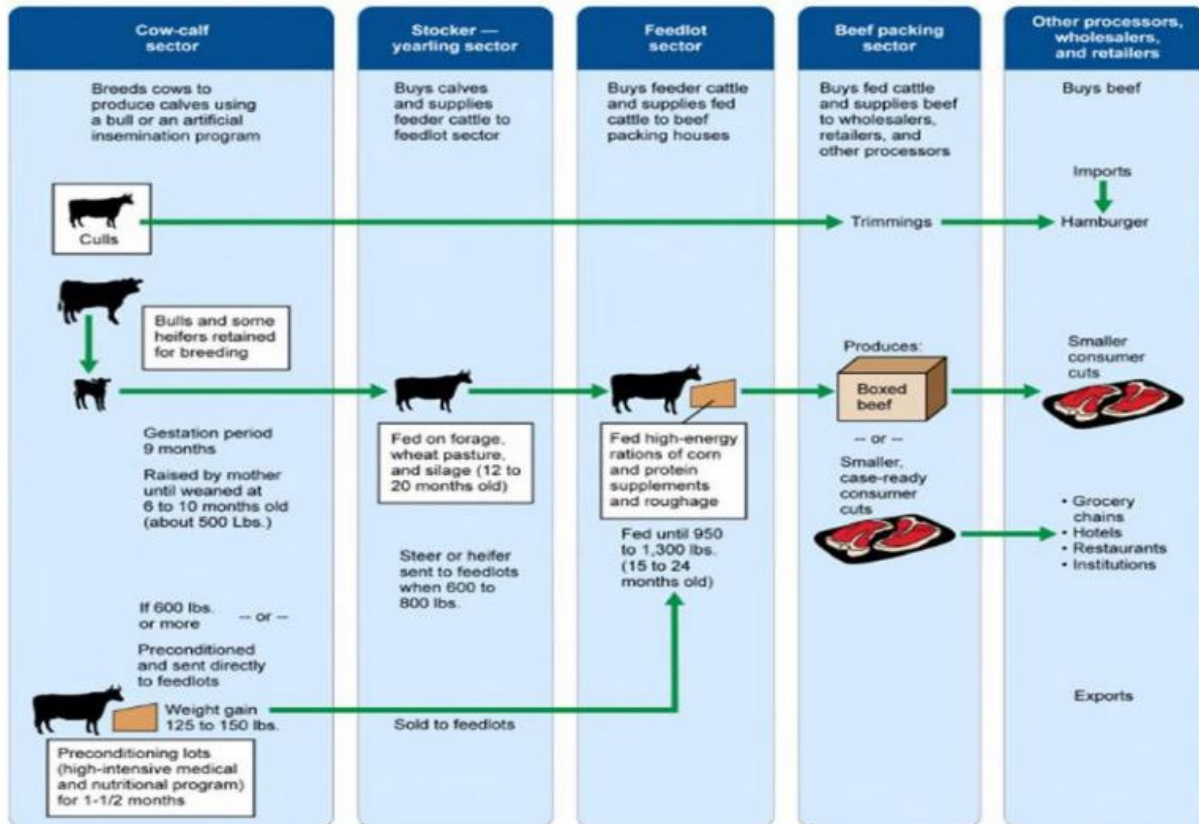 Cow-calf
sector
Breeds cows to
produce calves using
a bull or an artificial
insemination program
Culls
Bulls and some
heifers retained
for breeding
Gestation period
9 months
Raised by mother
until weaned at
6 to 10 months old
(about 500 Lbs.)
If 600 lbs.
or more
-- or --
Preconditioned
and sent directly
to feedlots
Weight gain
125 to 150 lbs.
Preconditioning lots
(high-intensive medical
and nutritional program)
for 1-1/2 months
Stocker —
yearling sector
Buys calves
and supplies
feeder cattle to
feedlot sector
Fed on forage,
wheat pasture,
and silage (12 to
20 months old)
Steer or heifer
sent to feedlots
when 600 to
800 lbs.
Sold to feedlots
Feedlot
sector
Buys feeder cattle
and supplies fed
cattle to beef
packing houses
Fed high-energy
rations of corn
and protein
supplements
and roughage
Fed until 950
to 1,300 lbs.
(15 to 24
months old)
Beef packing
sector
Buys fed cattle
and supplies beef
to wholesalers,
retailers, and
other processors
Trimmings
Produces:
Boxed
beef
-- or --
Smaller,
case-ready
consumer
cuts
Other processors,
wholesalers,
and retailers
Buys beef
Imports
Hamburger
Smaller
consumer
cuts
• Grocery
chains
• Hotels
• Restaurants
• Institutions
Exports